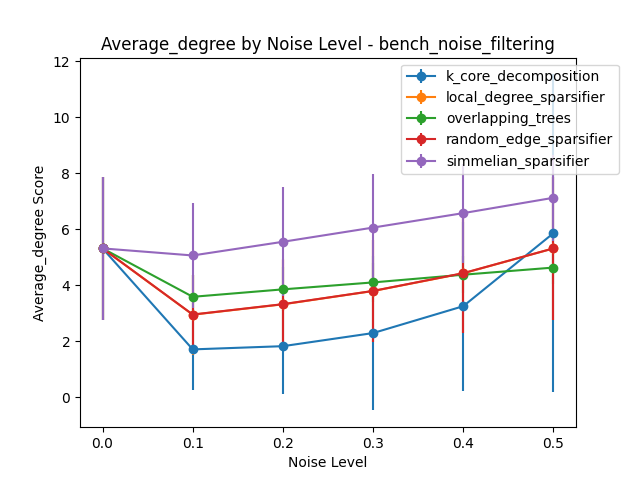 Average_degree by Noise Level - bench_noise_filtering
12
10
8
6
4
2
0
Average_degree Score
k_core_decomposition
local_degree_sparsifier
overlapping_trees
random_edge_sparsifier
simmelian_sparsifier
0.0 0.1 0.2 0.3 0.4 0.5
Noise Level